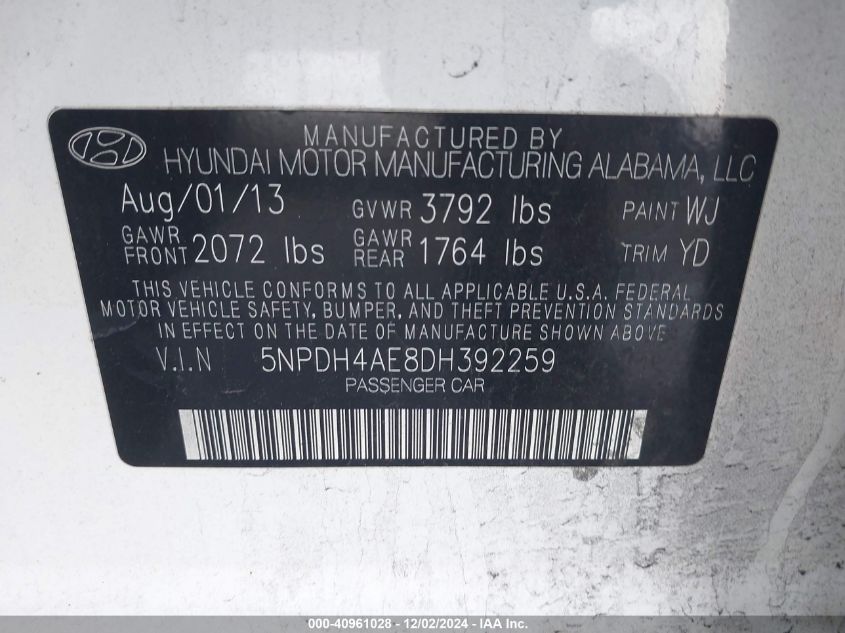 MANUFACTURED BY
HYUNDAI MOTOR MANUFACTURING ALABAMA, LLC
Aug/01/13 GVWR 3792 lbs PAINT WJ
GAWR FRONT 2072 lbs GAWR REAR 1764 lbs TRIM YD
THIS VEHICLE CONFORMS TO ALL APPLICABLE U.S.A. FEDERAL
MOTOR VEHICLE SAFETY, BUMPER, AND THEFT PREVENTION STANDARDS
IN EFFECT ON THE DATE OF MANUFACTURE SHOWN ABOVE
V.I.N 5NPDH4AE8DH392259
PASSENGER CAR
000-40961028 - 12/02/2024 - IAA Inc.